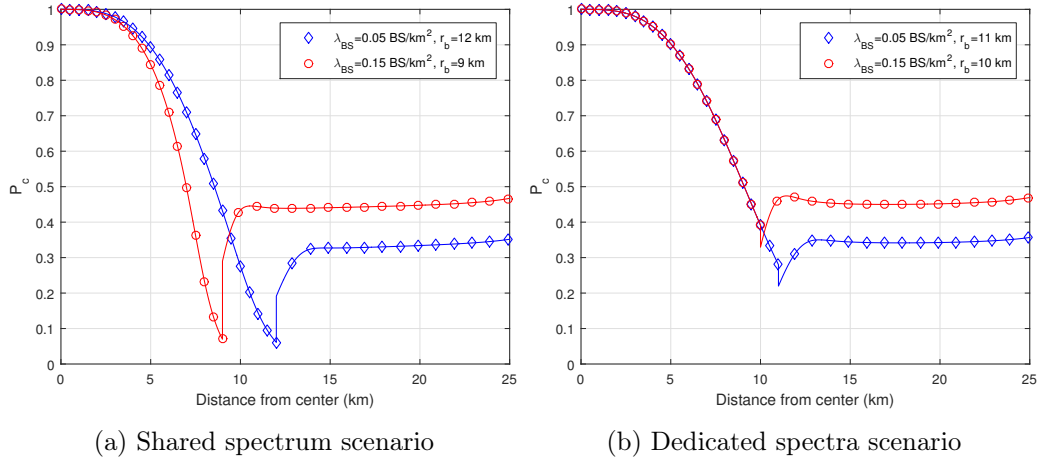 1
0.9
0.8
0.7
0.6
0.5
0.4
0.3
0.2
0.1
0
P_c
λ_BS=0.05 BS/km², r_b=12 km
λ_BS=0.15 BS/km², r_b=9 km
0 5 10 15 20 25
Distance from center (km)
(a) Shared spectrum scenario
1
0.9
0.8
0.7
0.6
0.5
0.4
0.3
0.2
0.1
0
P_c
λ_BS=0.05 BS/km², r_b=11 km
λ_BS=0.15 BS/km², r_b=10 km
0 5 10 15 20 25
Distance from center (km)
(b) Dedicated spectra scenario